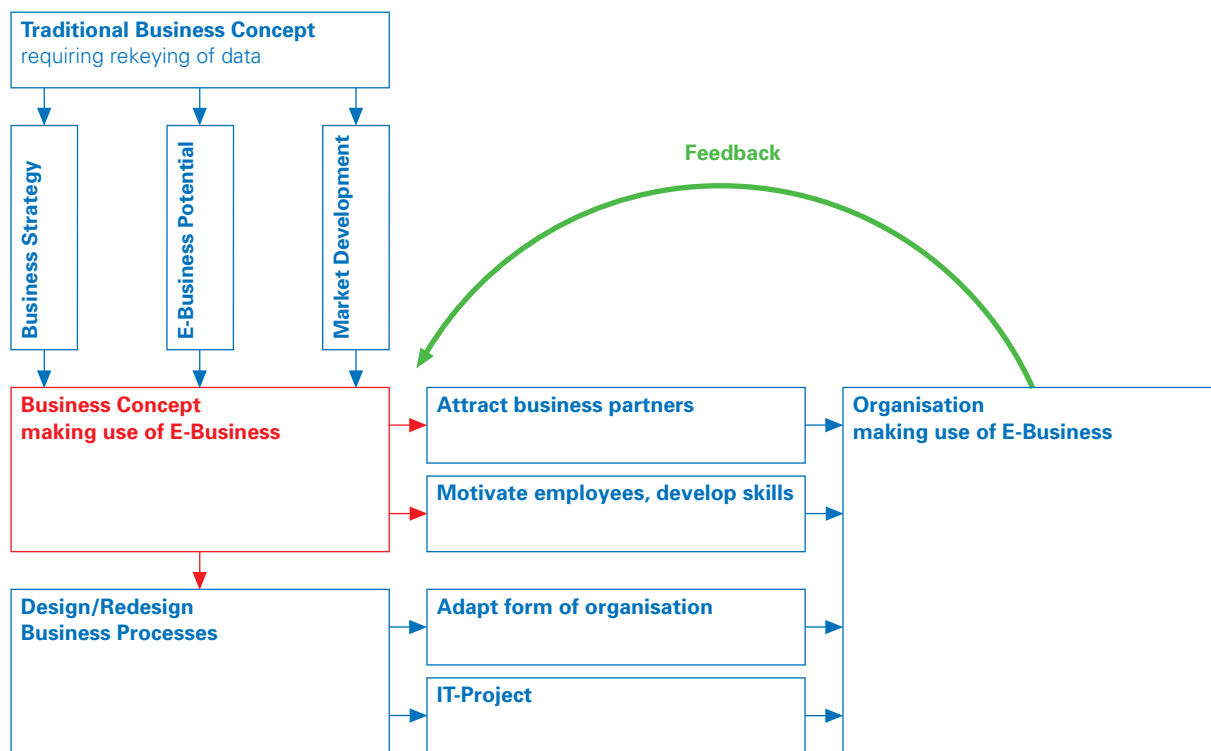 Traditional Business Concept
requiring rekeying of data
Business Strategy
E-Business Potential
Market Development
Feedback
Business Concept
making use of E-Business
Attract business partners
Organisation
making use of E-Business
Motivate employees, develop skills
Design/Redesign
Business Processes
Adapt form of organisation
IT-Project